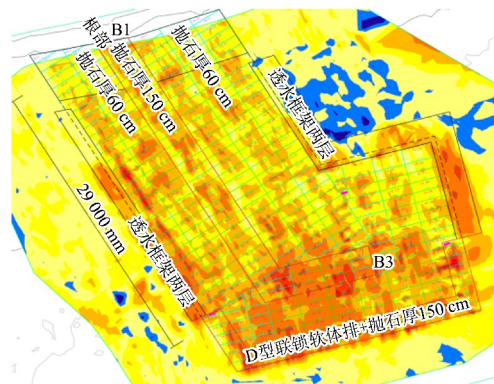 B1
根部
抛石厚60 cm
抛石厚150 cm
抛石厚60 cm
透水框架两层
29 000 mm
透水框架两层
B3
D型联锁软体排+抛石厚150 cm